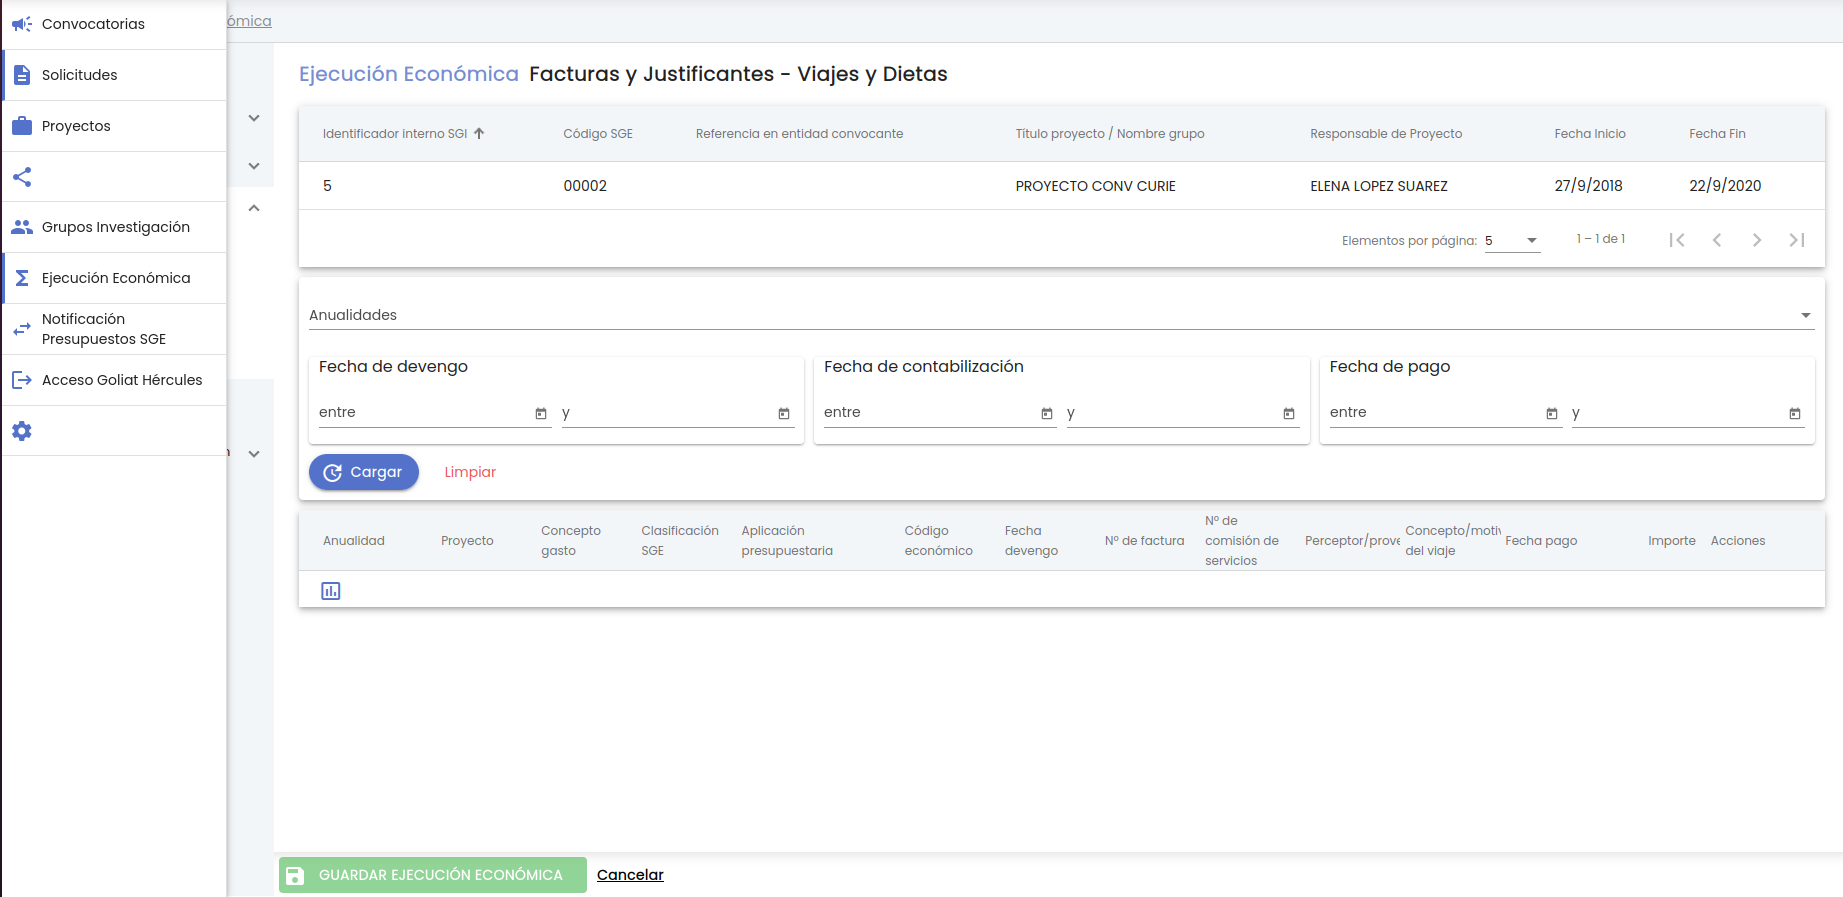 Convocatorias
Solicitudes
Proyectos
Grupos Investigación
Ejecución Económica
Notificación
Presupuestos SGE
Acceso Goliat Hércules
ómica
Ejecución Económica Facturas y Justificantes - Viajes y Dietas
Identificador interno SGI Código SGE Referencia en entidad convocante Título proyecto / Nombre grupo Responsable de Proyecto Fecha Inicio Fecha Fin
5 00002 PROYECTO CONV CURIE ELENA LOPEZ SUAREZ 27/9/2018 22/9/2020
Elementos por página: 5 1 – 1 de 1
Anualidades
Fecha de devengo
entre y
Fecha de contabilización
entre y
Fecha de pago
entre y
Cargar Limpiar
Anualidad
Proyecto
Concepto
gasto
Clasificación
SGE
Aplicación
presupuestaria
Código
económico
Fecha
devengo
Nº de factura
Nº de
comisión de
servicios
Perceptor/prove
Concepto/moti
del viaje
Fecha pago
Importe
Acciones
GUARDAR EJECUCIÓN ECONÓMICA Cancelar